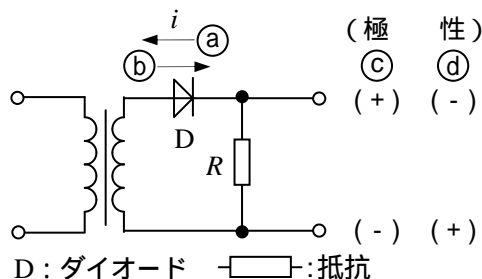 (極 性)
i
ⓐ ⓒ ⓓ
ⓑ
(+) (-)
D
R
(-) (+)
D:ダイオード :抵抗